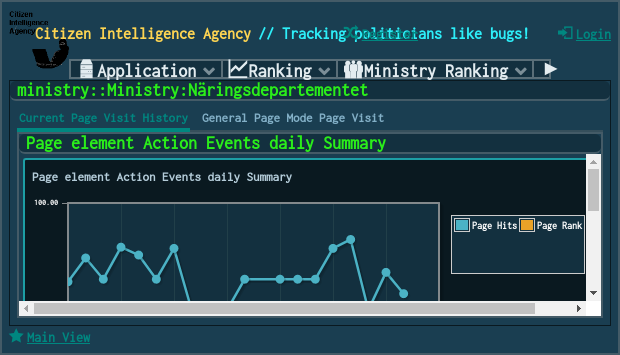 Citizen
Intelligence
Agency
Citizen Intelligence Agency // Tracking politicians like bugs!
Login
Application Ranking Ministry Ranking
ministry::Ministry:Näringsdepartementet
Current Page Visit History General Page Mode Page Visit
Page element Action Events daily Summary
Page element Action Events daily Summary
100.00
Page Hits Page Rank
Main View